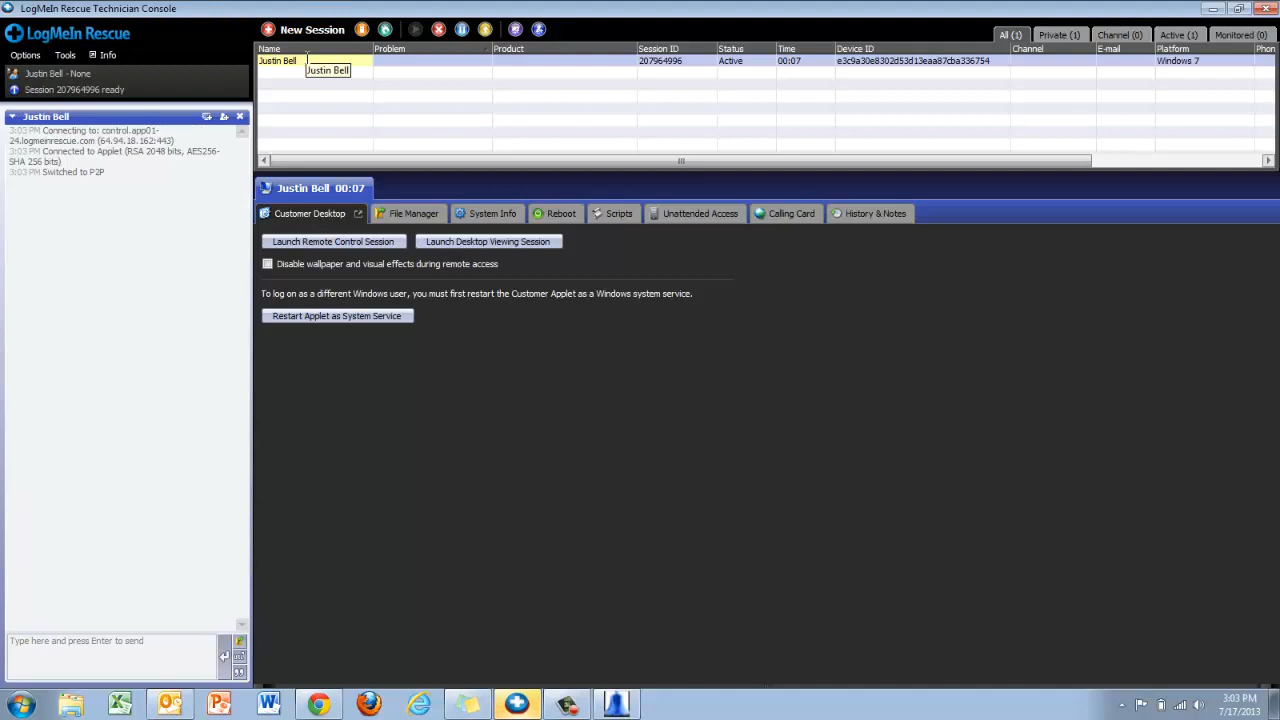 LogMeIn Rescue Technician Console
LogMeIn Rescue
Options Tools Info
Justin Bell - None
Session 207964996 ready
New Session
All (1) Private (1) Channel (0) Active (1) Monitored (0)
Name Problem Product Session ID Status Time Device ID Channel E-mail Platform Phon
Justin Bell 207964996 Active 00:07 e3c9a30e8302d53d13eaa87cba336754 Windows 7
Justin Bell
Justin Bell
3:03 PM Connecting to: control.app01-
24.logmeinrescue.com (64.94.18.162:443)
3:03 PM Connected to Applet (RSA 2048 bits, AES256-
SHA 256 bits)
3:03 PM Switched to P2P
Type here and press Enter to send
Justin Bell 00:07
Customer Desktop File Manager System Info Reboot Scripts Unattended Access Calling Card History & Notes
Launch Remote Control Session Launch Desktop Viewing Session
Disable wallpaper and visual effects during remote access
To log on as a different Windows user, you must first restart the Customer Applet as a Windows system service.
Restart Applet as System Service
3:03 PM
7/17/2013